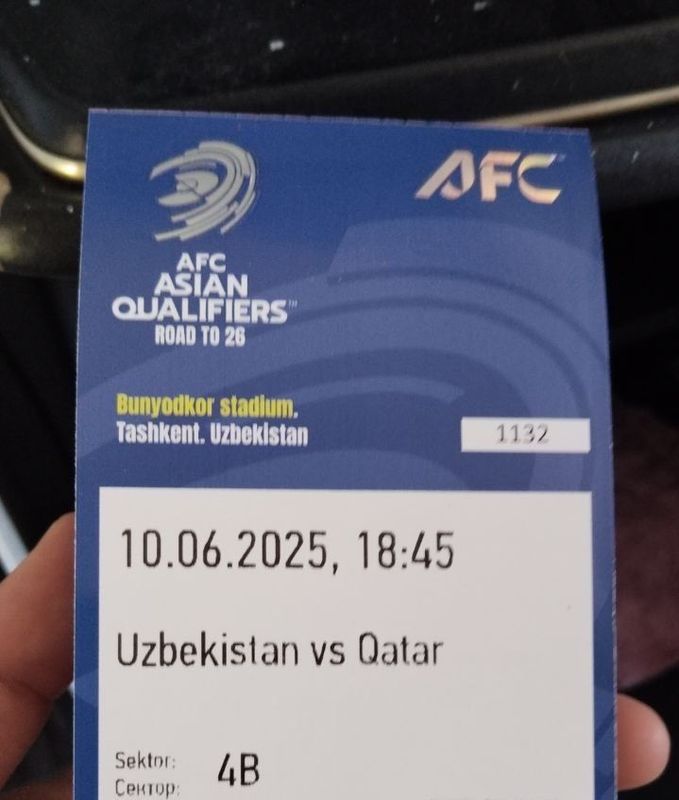 AFC
AFC
ASIAN
QUALIFIERS™
ROAD TO 26
Bunyodkor stadium.
Tashkent. Uzbekistan
1132
10.06.2025, 18:45
Uzbekistan vs Qatar
Sektor:
Сектор:
4B